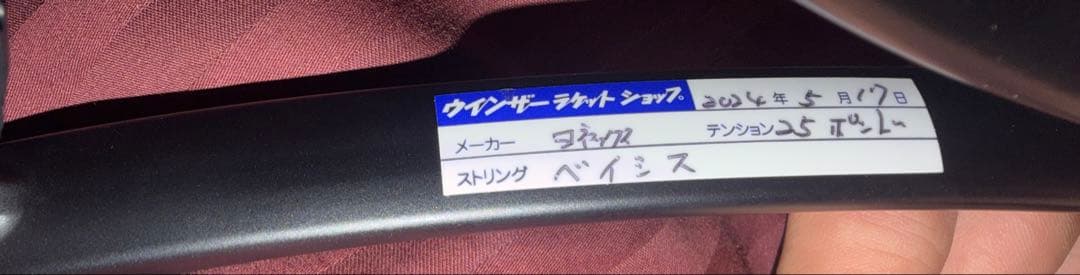 ウインザーラケットショップ。 2024年5月17日
メーカー ヨネックス テンション 25 ポンド
ストリング ベイシス